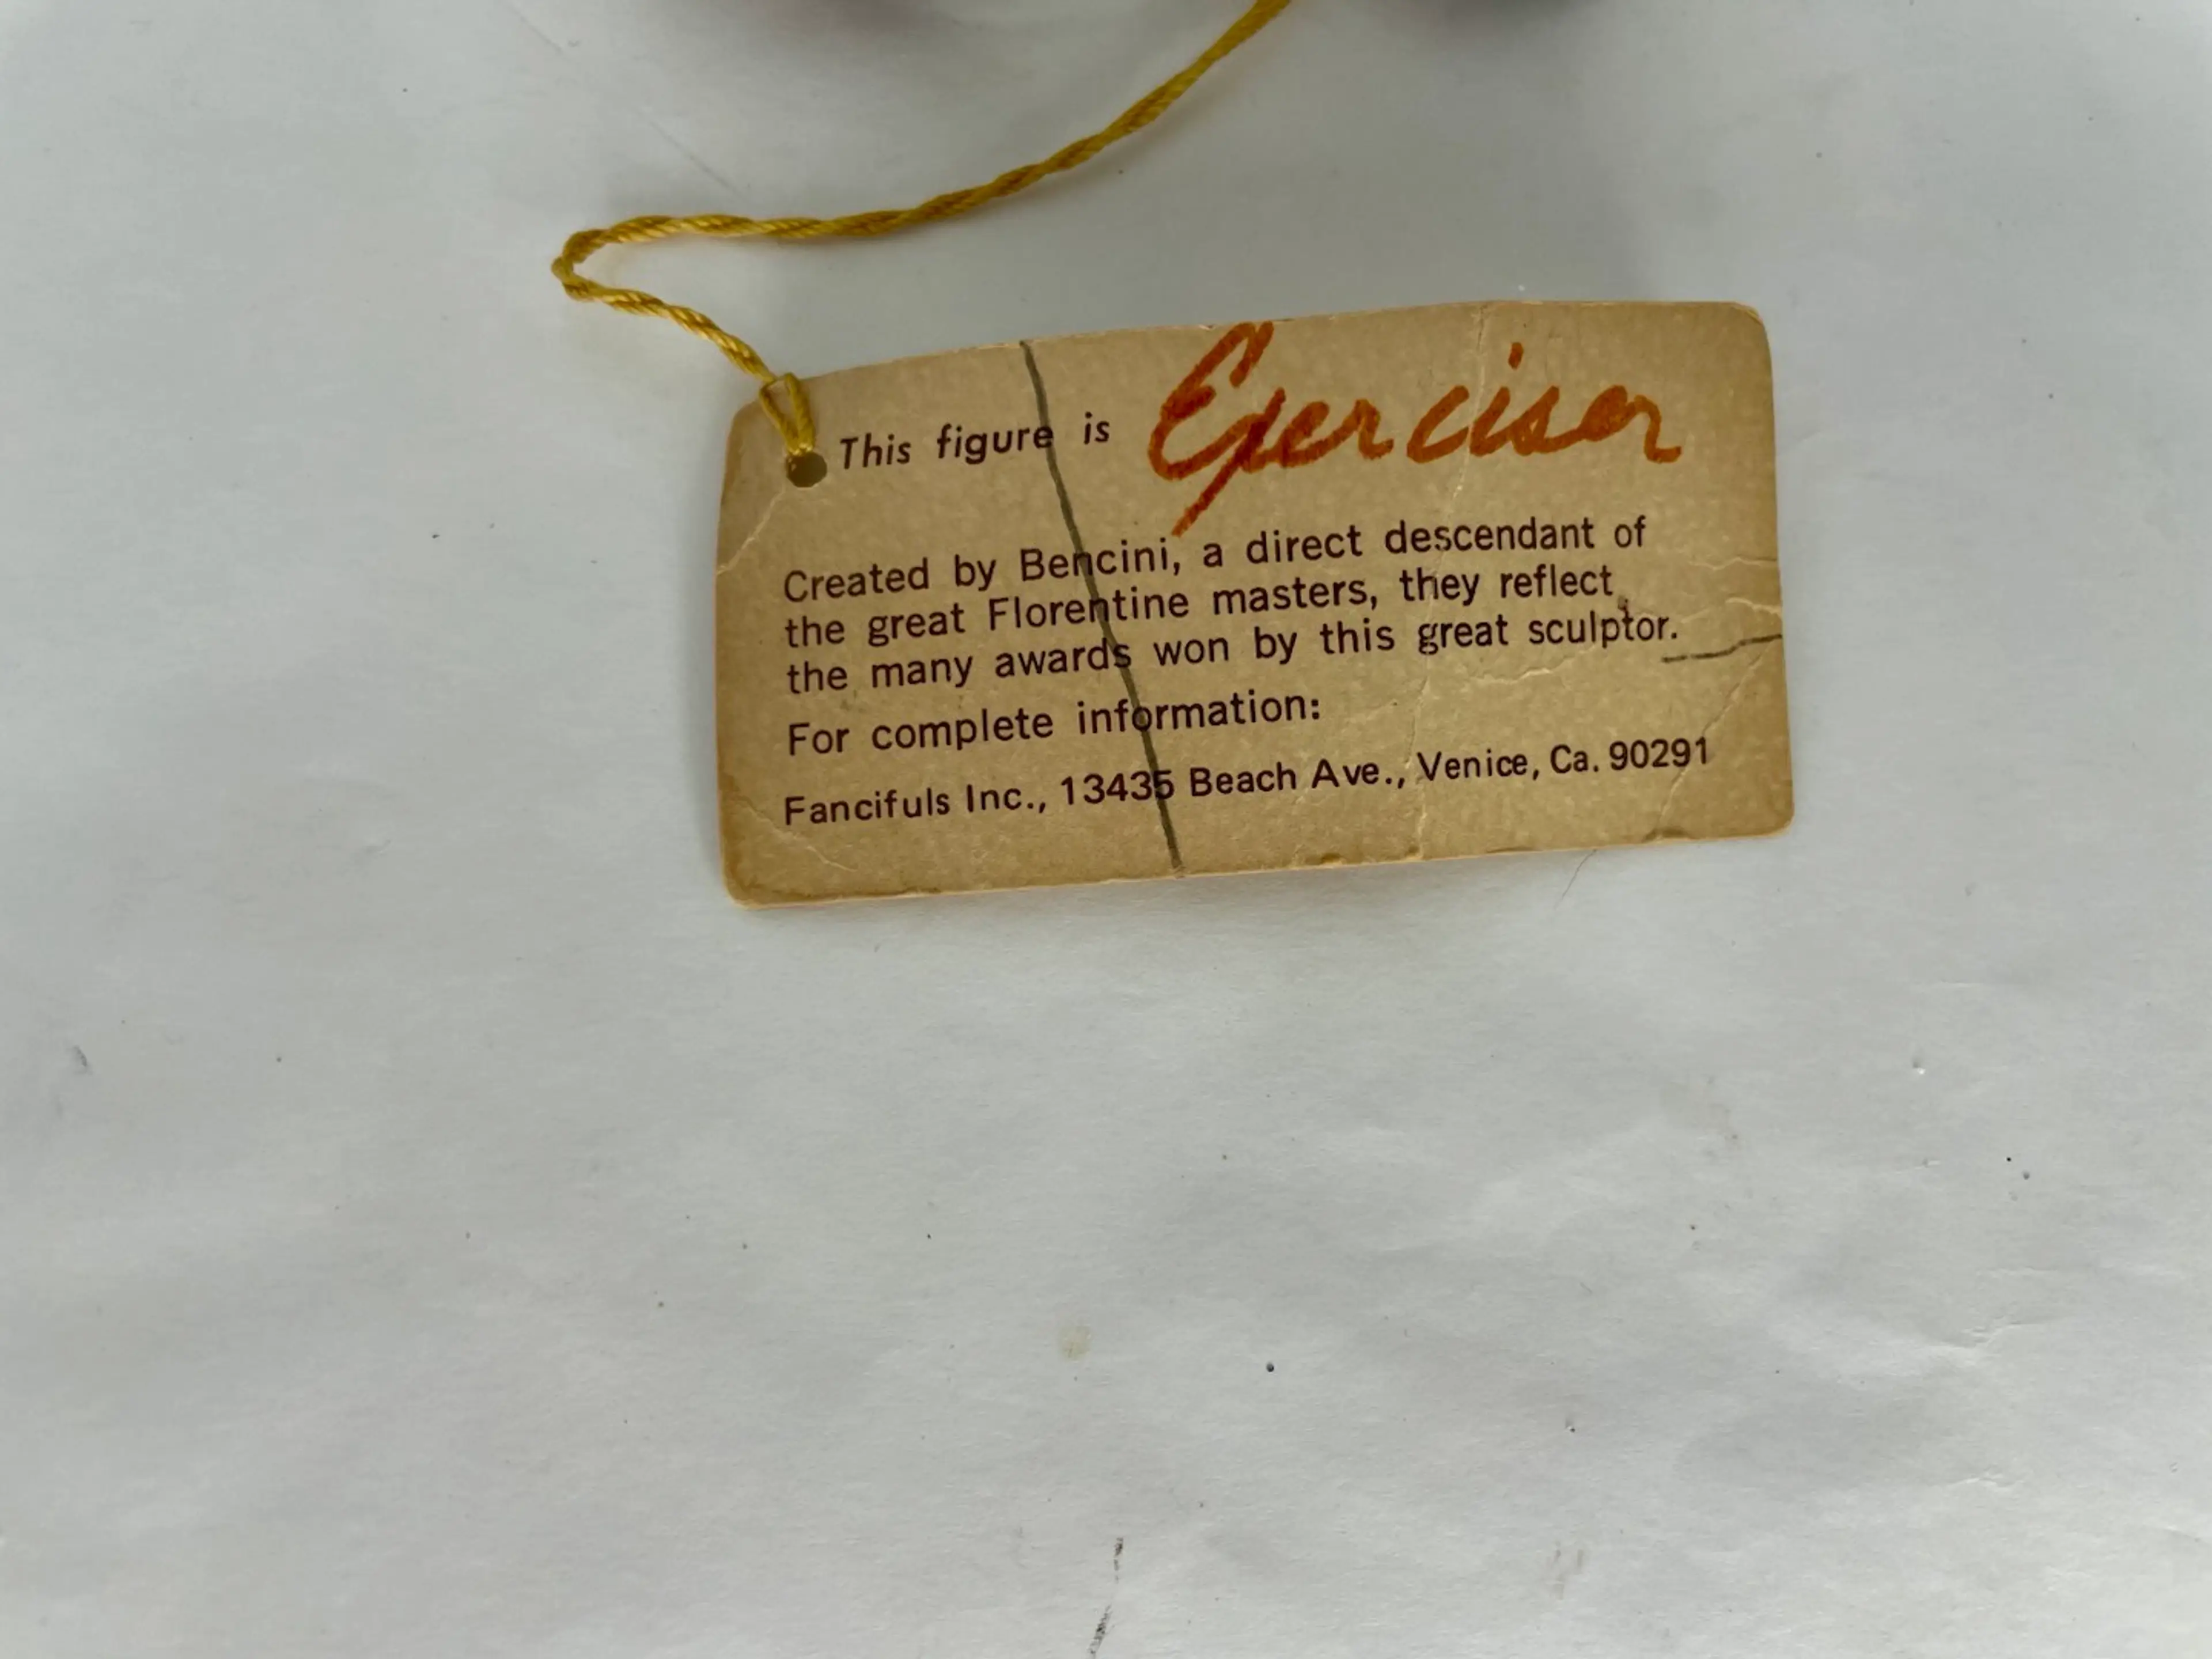 This figure is Exerciser
Created by Bencini, a direct descendant of
the great Florentine masters, they reflect
the many awards won by this great sculptor.
For complete information:
Fancifuls Inc., 13435 Beach Ave., Venice, Ca. 90291